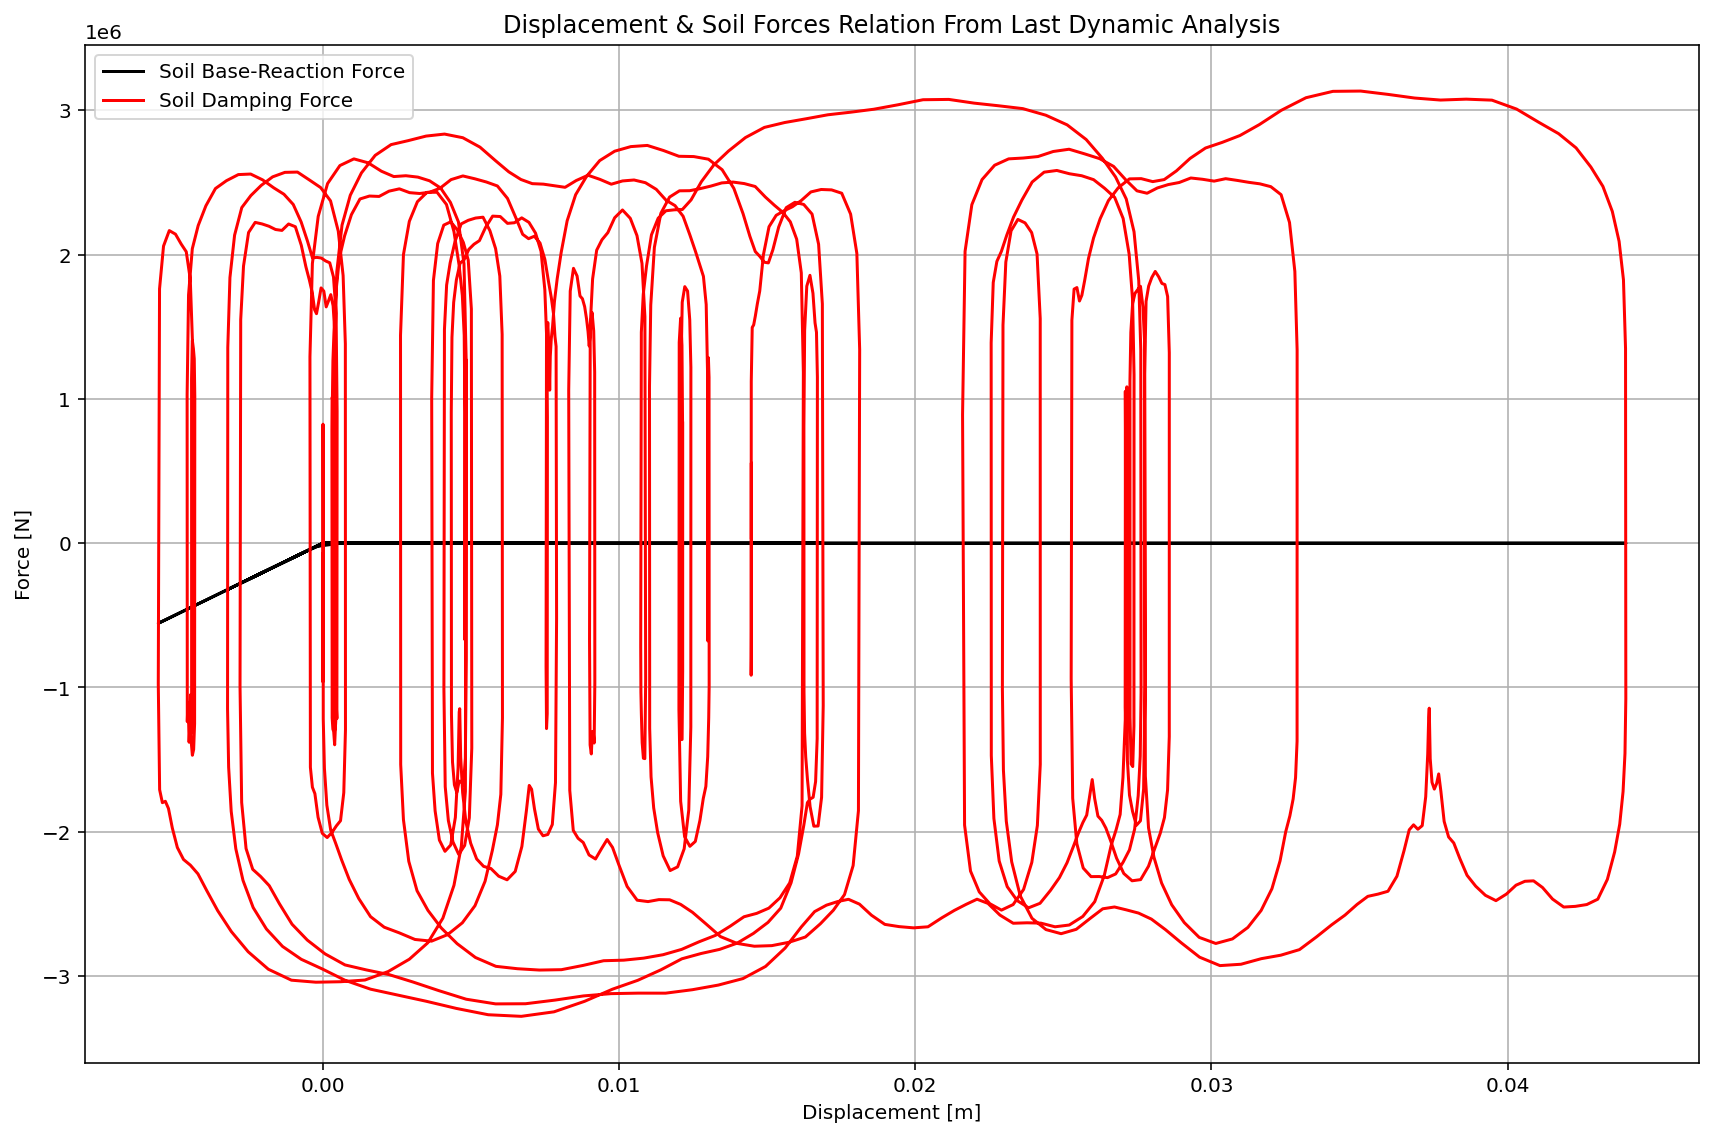 Displacement & Soil Forces Relation From Last Dynamic Analysis
1e6
Soil Base-Reaction Force
Soil Damping Force
3
2
1
0
−1
−2
−3
Force [N]
0.00 0.01 0.02 0.03 0.04
Displacement [m]